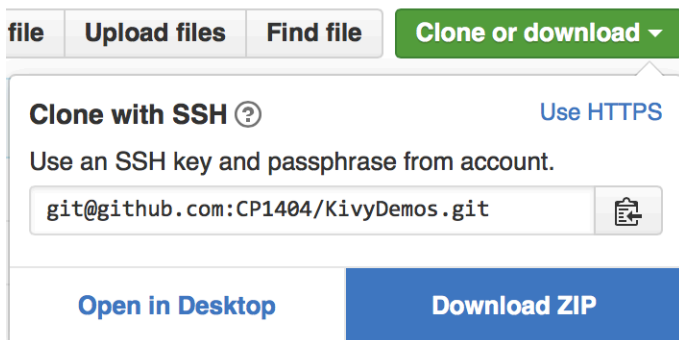 file Upload files Find file Clone or download
Clone with SSH ? Use HTTPS
Use an SSH key and passphrase from account.
git@github.com:CP1404/KivyDemos.git
Open in Desktop Download ZIP